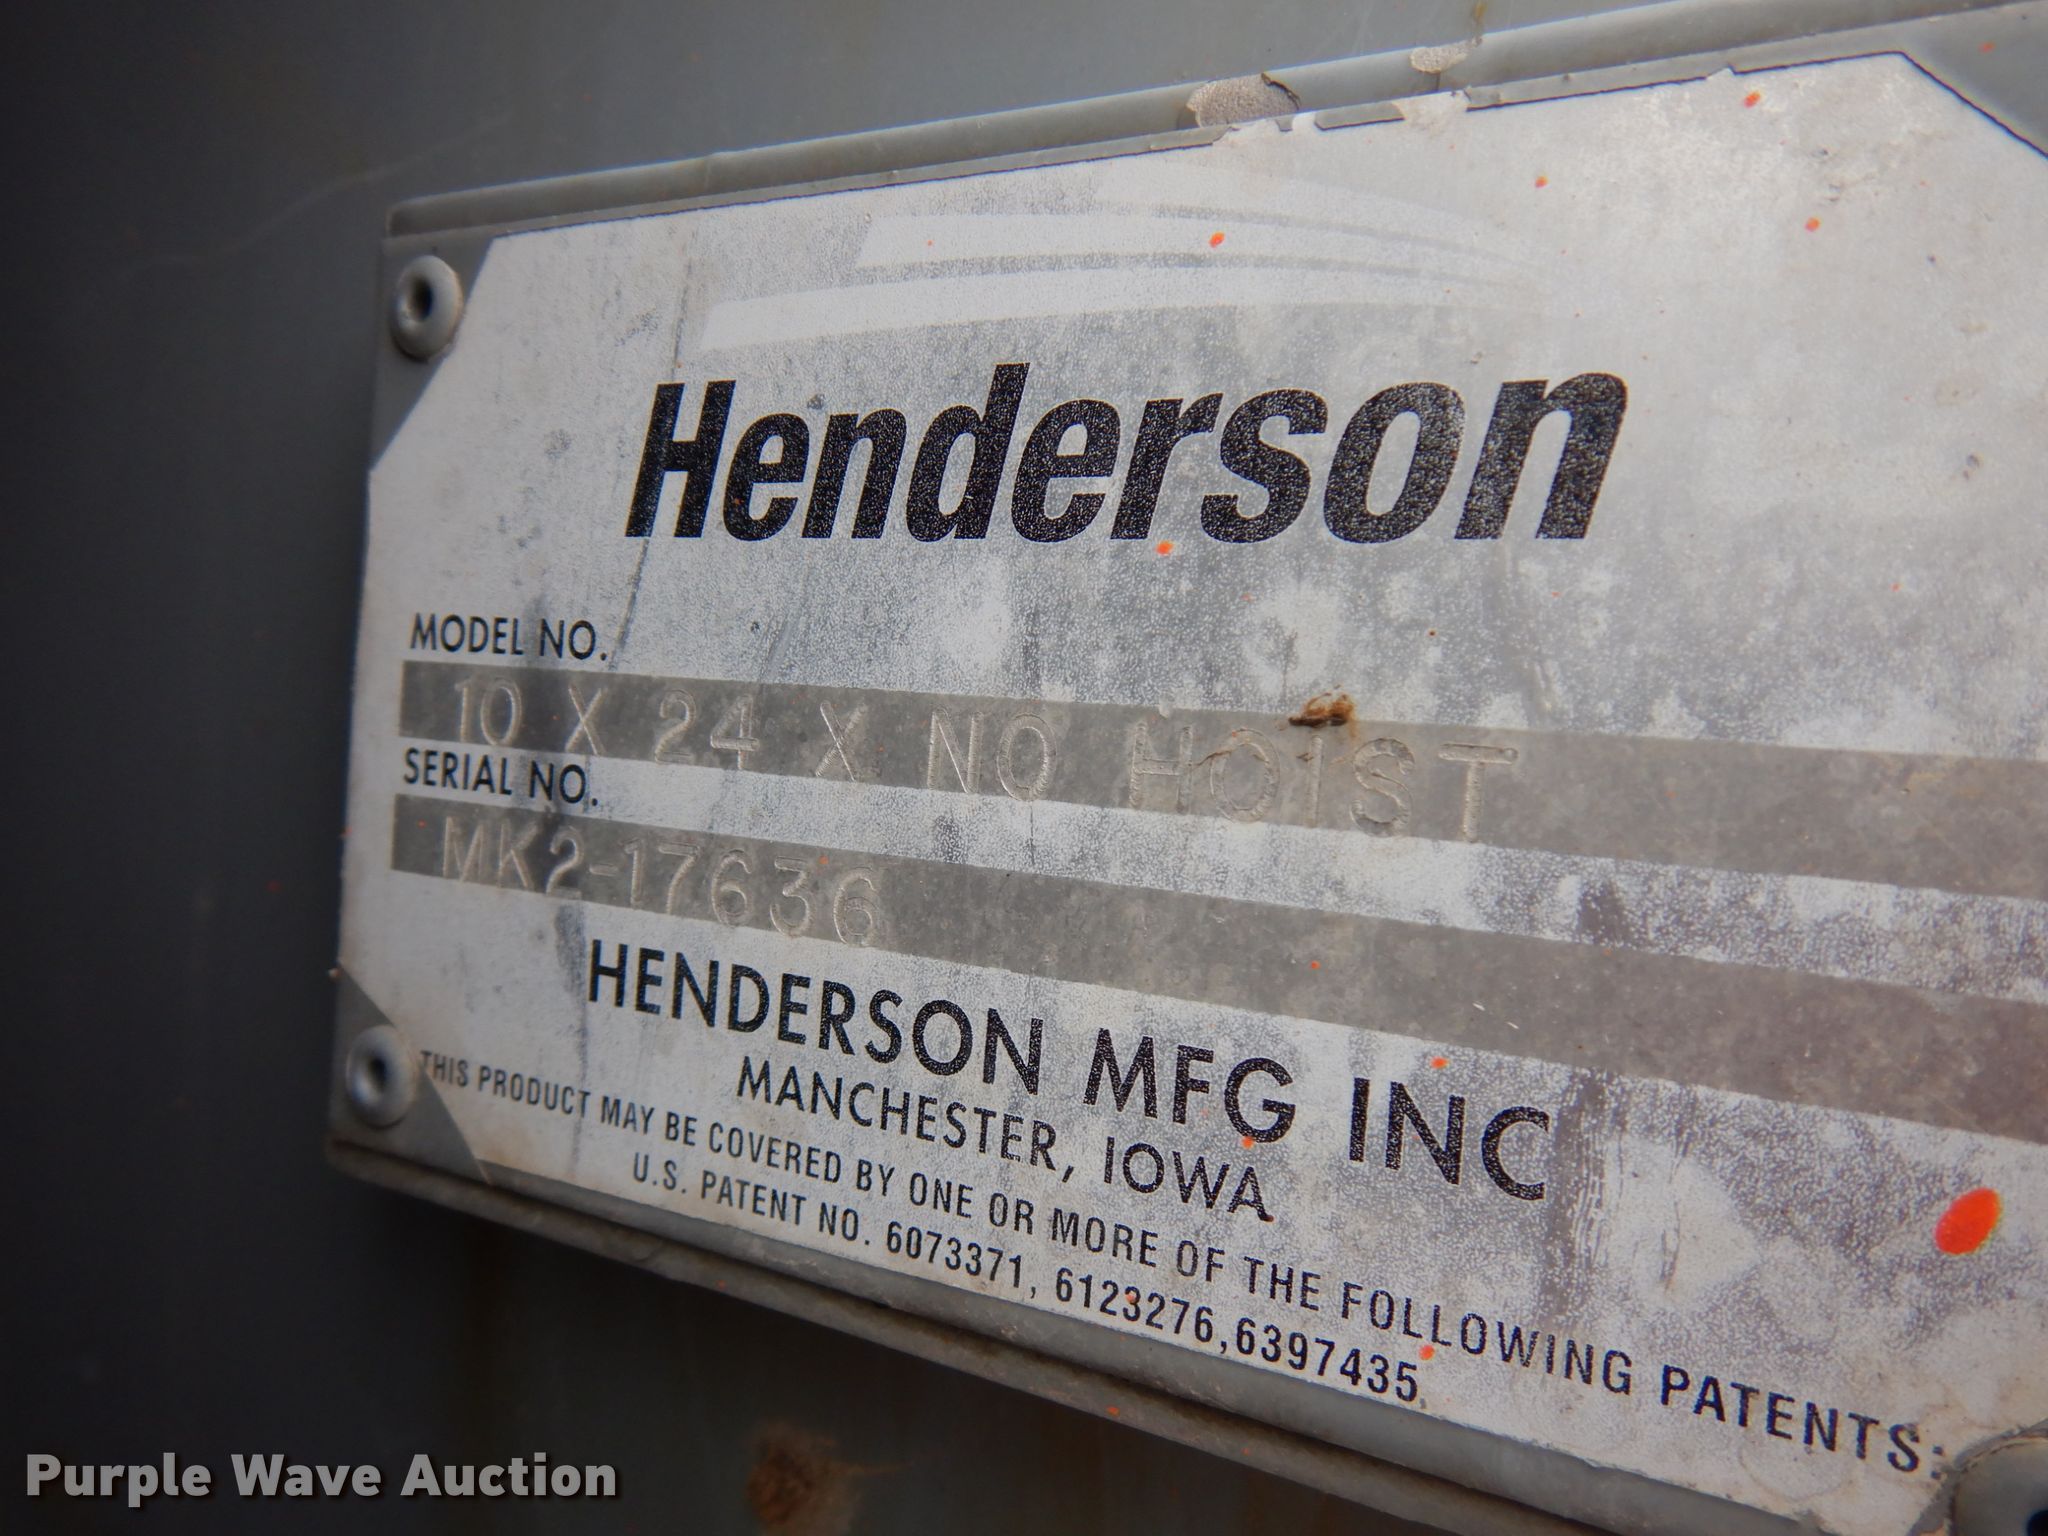 Henderson
MODEL NO.
10 X 24 X NO HOIST
SERIAL NO.
MK2-17636
HENDERSON MFG INC
MANCHESTER, IOWA
THIS PRODUCT MAY BE COVERED BY ONE OR MORE OF THE FOLLOWING PATENTS:
U.S. PATENT NO. 6073371, 6123276,6397435,
Purple Wave Auction